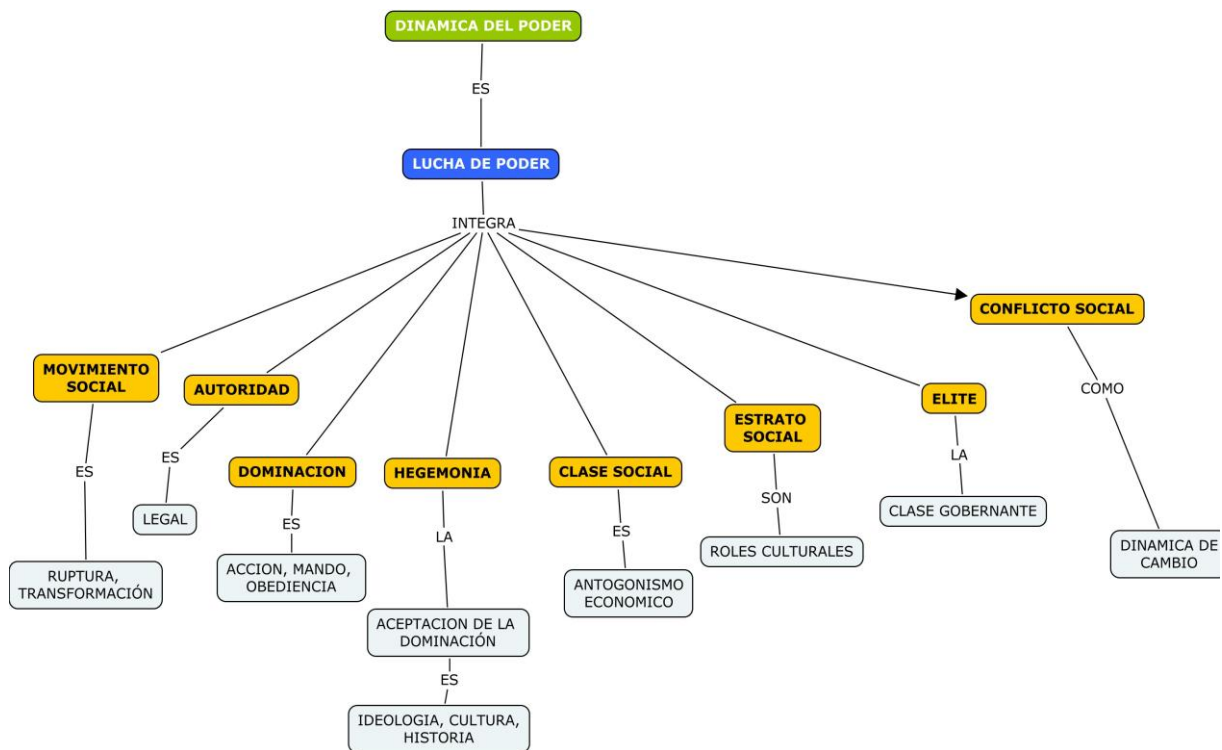 DINAMICA DEL PODER
ES
LUCHA DE PODER
INTEGRA
CONFLICTO SOCIAL
MOVIMIENTO
SOCIAL
AUTORIDAD
ELITE
COMO
ESTRATO
SOCIAL
ES
ES
DOMINACION
HEGEMONIA
CLASE SOCIAL
LA
SON
LEGAL
ES
LA
ES
CLASE GOBERNANTE
ROLES CULTURALES
DINAMICA DE
CAMBIO
RUPTURA,
TRANSFORMACIÓN
ACCION, MANDO,
OBEDIENCIA
ANTOGONISMO
ECONOMICO
ACEPTACION DE LA
DOMINACIÓN
ES
IDEOLOGIA, CULTURA,
HISTORIA